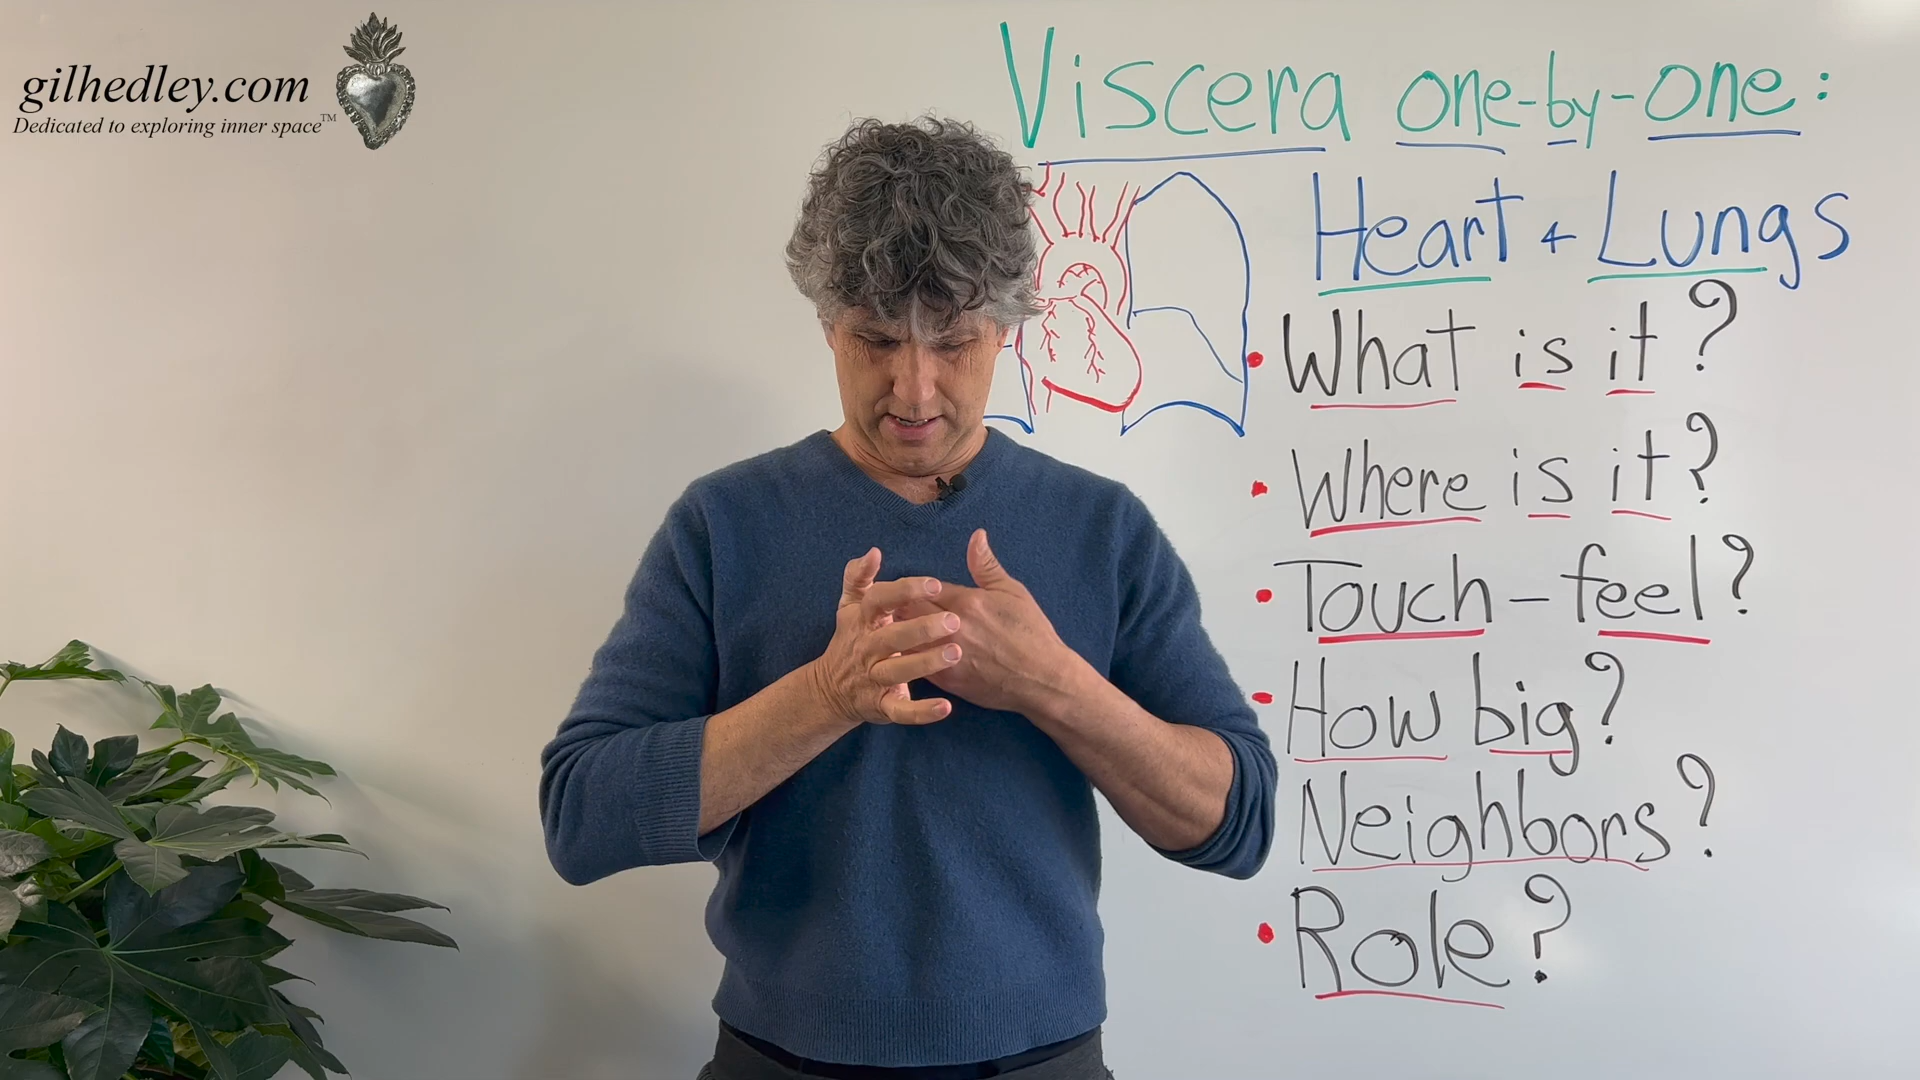 gilhedley.com
Dedicated to exploring inner space™
Viscera one-by-one:
Heart + Lungs
• What is it?
• Where is it?
• Touch-feel?
• How big?
Neighbors?
• Role?